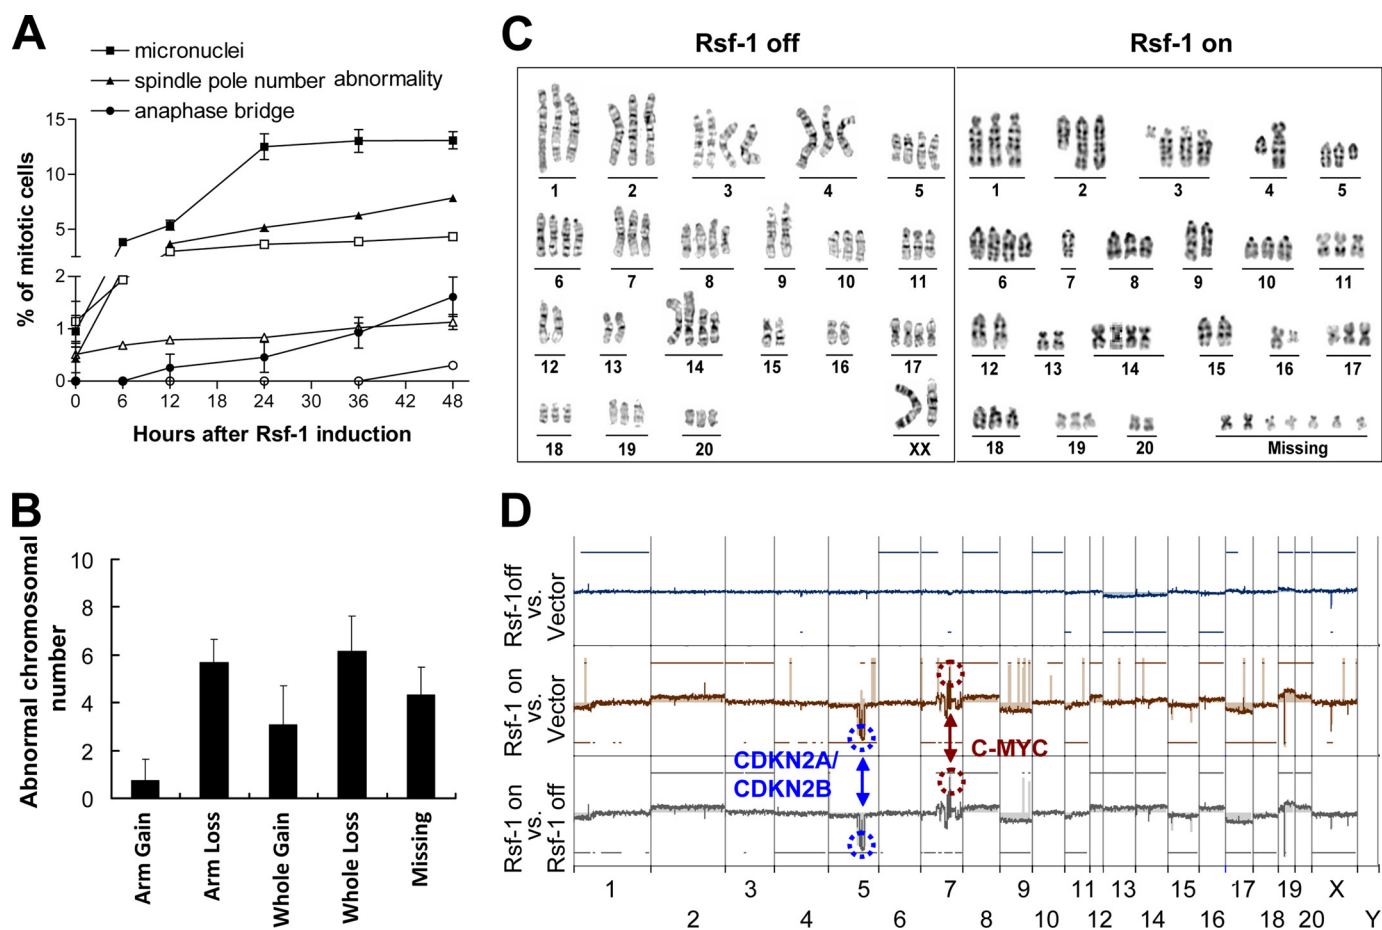 A
micronuclei
spindle pole number abnormality
anaphase bridge
% of mitotic cells
15
10
5
2
1
0
0 6 12 18 24 30 36 42 48
Hours after Rsf-1 induction
B
Abnormal chromosomal
number
10
8
6
4
2
0
Arm Gain
Arm Loss
Whole Gain
Whole Loss
Missing
C
Rsf-1 off
1 2 3 4 5
6 7 8 9 10 11
12 13 14 15 16 17
18 19 20 XX
Rsf-1 on
1 2 3 4 5
6 7 8 9 10 11
12 13 14 15 16 17
18 19 20 Missing
D
Rsf-1off
vs.
Vector
Rsf-1 on
vs.
Vector
Rsf-1 on
vs.
Rsf-1 off
CDKN2A/
CDKN2B
C-MYC
1 3 5 7 9 11 13 15 17 19 X
2 4 6 8 10 12 14 16 18 20 Y